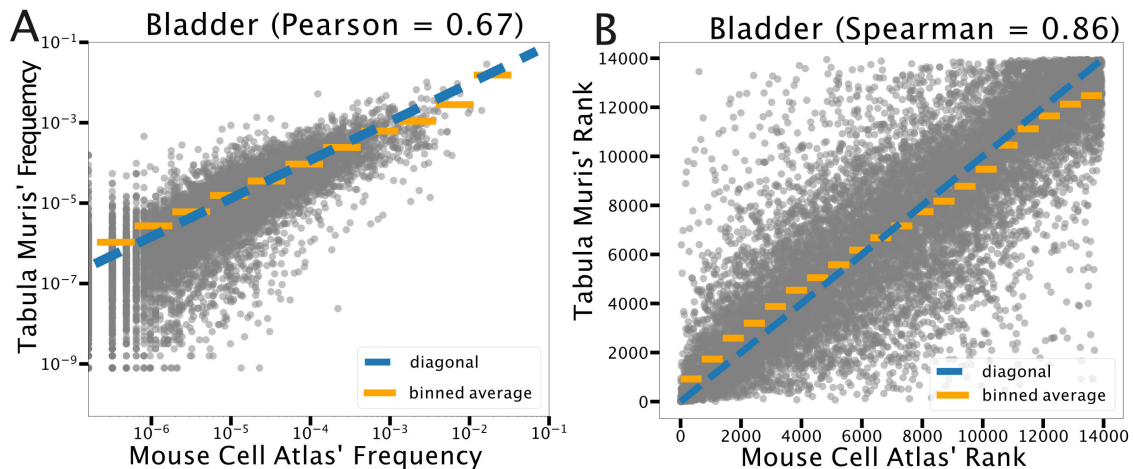 A
Bladder (Pearson = 0.67)
10⁻¹
10⁻³
10⁻⁵
10⁻⁷
10⁻⁹
Tabula Muris' Frequency
diagonal
binned average
10⁻⁶
10⁻⁵
10⁻⁴
10⁻³
10⁻²
10⁻¹
Mouse Cell Atlas' Frequency
B
Bladder (Spearman = 0.86)
14000
12000
10000
8000
6000
4000
2000
0
Tabula Muris' Rank
diagonal
binned average
0
2000
4000
6000
8000
10000
12000
14000
Mouse Cell Atlas' Rank